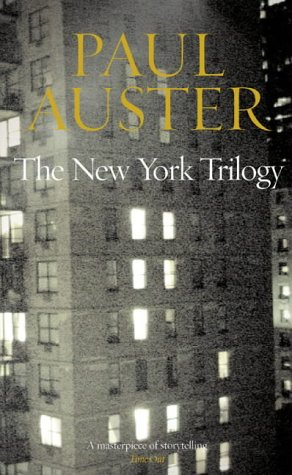 PAUL
AUSTER
The New York Trilogy
A masterpiece of storytelling
Time Out